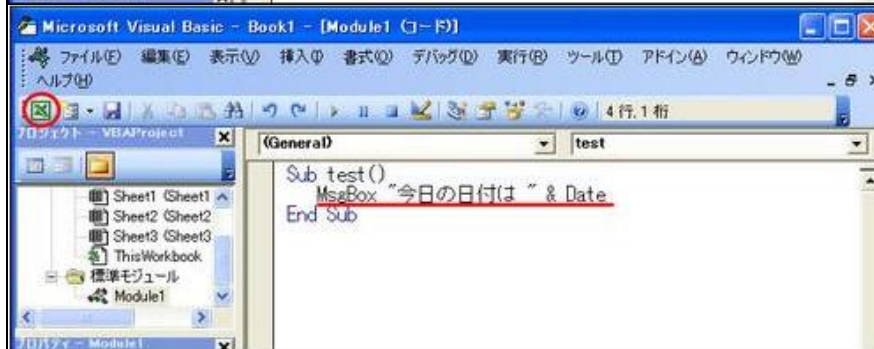 Microsoft Visual Basic - Book1 - [Module1 (コード)]
ファイル(F) 編集(E) 表示(V) 挿入(I) 書式(O) デバッグ(D) 実行(R) ツール(T) アドイン(A) ウィンドウ(W)
ヘルプ(H)
4 行, 1 桁
プロジェクト - VBAProject
(General)
test
Sheet1 (Sheet1
Sheet2 (Sheet2
Sheet3 (Sheet3
ThisWorkbook
標準モジュール
Module1
Sub test()
MsgBox "今日の日付は " & Date
End Sub
プロパティ - Module1